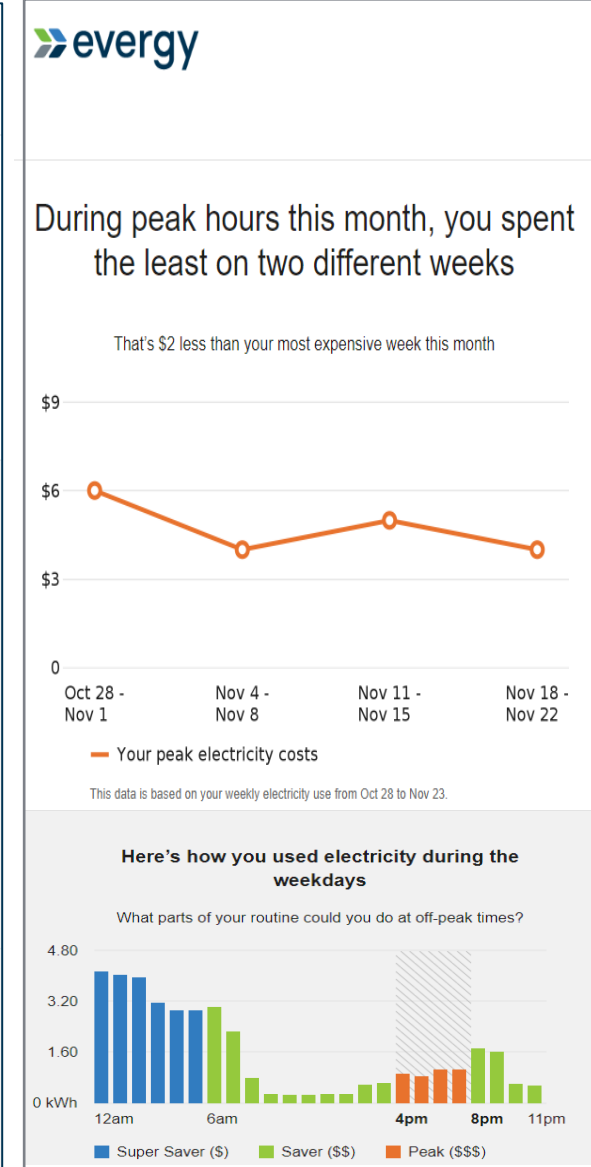 evergy
During peak hours this month, you spent
the least on two different weeks
That's $2 less than your most expensive week this month
$9
$6
$3
0
Oct 28 -
Nov 1
Nov 4 -
Nov 8
Nov 11 -
Nov 15
Nov 18 -
Nov 22
Your peak electricity costs
This data is based on your weekly electricity use from Oct 28 to Nov 23.
Here's how you used electricity during the
weekdays
What parts of your routine could you do at off-peak times?
4.80
3.20
1.60
0 kWh
12am 6am 4pm 8pm 11pm
Super Saver ($) Saver ($$) Peak ($$$)